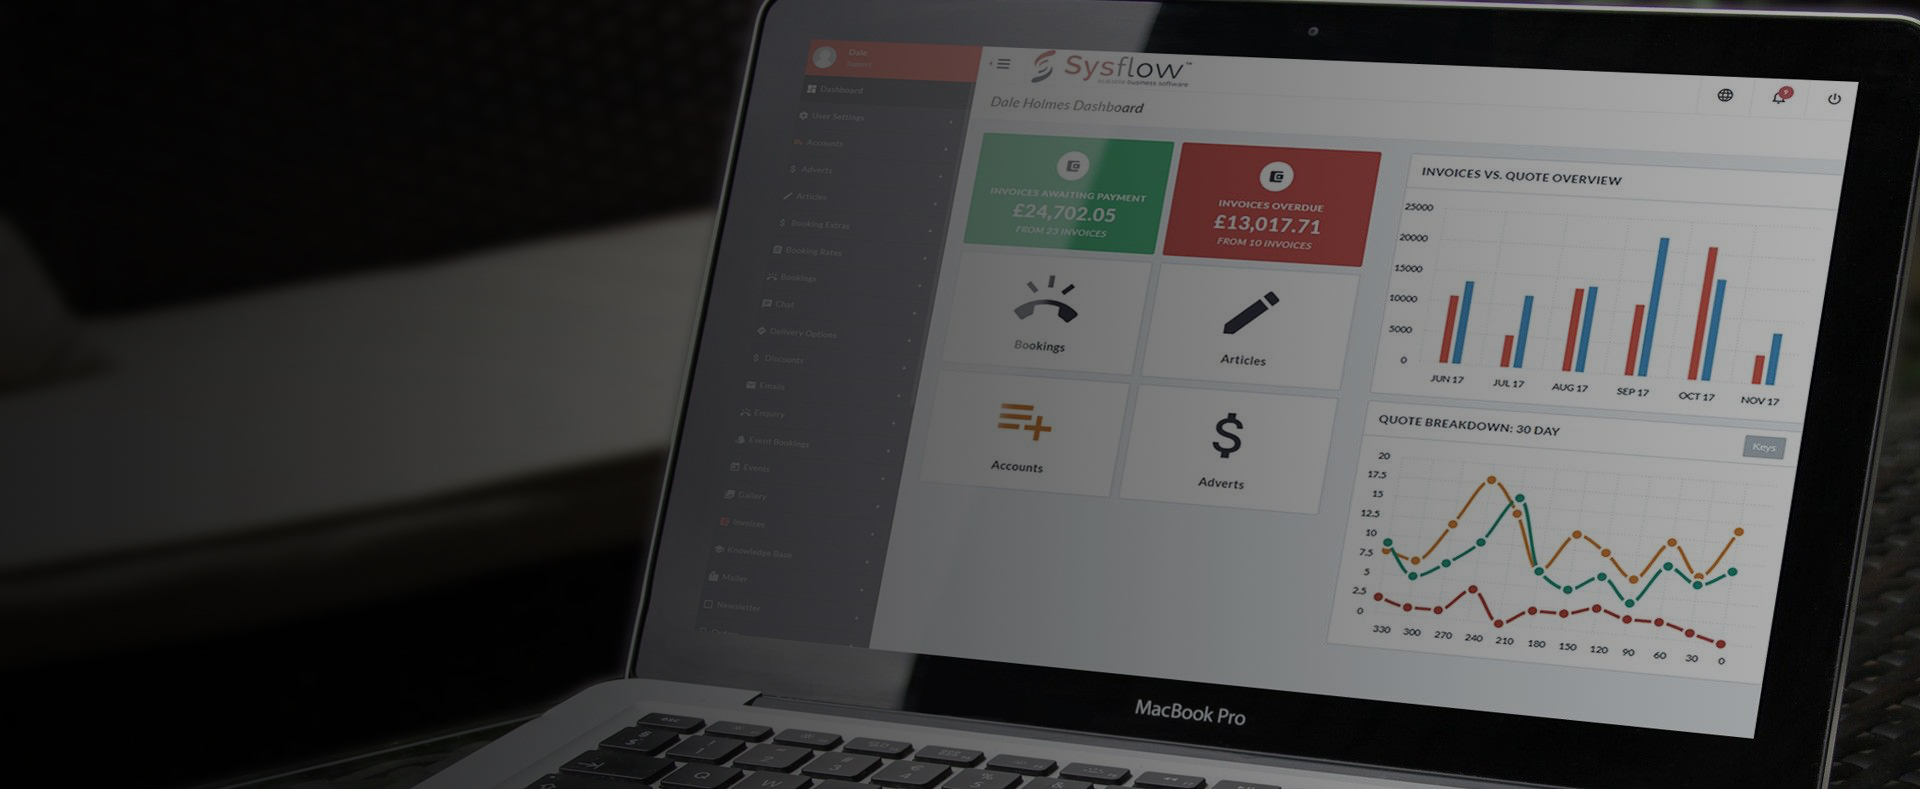 Dale
Support
Dashboard
User Settings
Accounts
Adverts
Articles
Booking Extras
Booking Rates
Bookings
Chat
Delivery Options
Discounts
Emails
Enquiry
Event Bookings
Events
Gallery
Invoices
Knowledge Base
Mailer
Newsletter
Orders
Sysflow™
scalable business software
Dale Holmes Dashboard
INVOICES AWAITING PAYMENT
£24,702.05
FROM 23 INVOICES
INVOICES OVERDUE
£13,017.71
FROM 10 INVOICES
Bookings
Articles
Accounts
Adverts
INVOICES VS. QUOTE OVERVIEW
25000
20000
15000
10000
5000
0
JUN 17 JUL 17 AUG 17 SEP 17 OCT 17 NOV 17
QUOTE BREAKDOWN: 30 DAY
Keys
20
17.5
15
12.5
10
7.5
5
2.5
0
330 300 270 240 210 180 150 120 90 60 30 0
MacBook Pro
esc
Q W